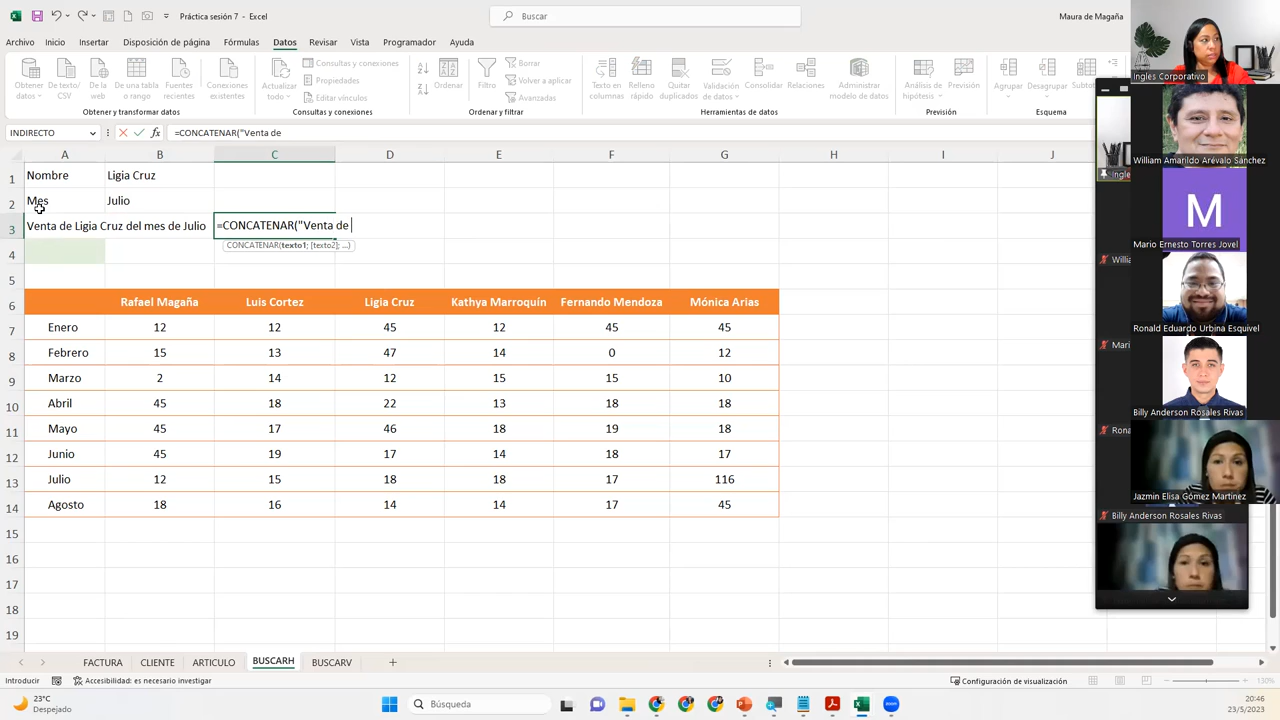 Práctica sesión 7 - Excel
Buscar
Maura de Magaña
Archivo Inicio Insertar Disposición de página Fórmulas Datos Revisar Vista Programador Ayuda
Obtener datos
De texto/CSV
De la web
De una tabla o rango
Fuentes recientes
Conexiones existentes
Obtener y transformar datos
Actualizar todo
Consultas y conexiones
Propiedades
Editar vínculos
Consultas y conexiones
Ordenar
Borrar
Volver a aplicar
Avanzadas
Ordenar y filtrar
Texto en columnas
Relleno rápido
Quitar duplicados
Validación de datos
Consolidar
Relaciones
Administrar modelo de datos
Herramientas de datos
Análisis de hipótesis
Previsión
Previsión
Agrupar
Desagrupar
Subto
Esquema
INDIRECTO
=CONCATENAR("Venta de
A B C D E F G H I J
1 Nombre Ligia Cruz
2 Mes Julio
3 Venta de Ligia Cruz del mes de Julio =CONCATENAR("Venta de
CONCATENAR(texto1; [texto2]; ...)
4
5
6 Rafael Magaña Luis Cortez Ligia Cruz Kathya Marroquín Fernando Mendoza Mónica Arias
7 Enero 12 12 45 12 45 45
8 Febrero 15 13 47 14 0 12
9 Marzo 2 14 12 15 15 10
10 Abril 45 18 22 13 18 18
11 Mayo 45 17 46 18 19 18
12 Junio 45 19 17 14 18 17
13 Julio 12 15 18 18 17 116
14 Agosto 18 16 14 14 17 45
15
16
17
18
19
FACTURA CLIENTE ARTICULO BUSCARH BUSCARV
Introducir
Accesibilidad: es necesario investigar
Configuración de visualización
130%
23°C
Despejado
Búsqueda
20:46
23/5/2023
Ingles Corporativo
Ingle
William Amarildo Arévalo Sánchez
Mario Ernesto Torres Jovel
M
Willia
Ronald Eduardo Urbina Esquivel
Mari
Billy Anderson Rosales Rivas
Rona
Jazmin Elisa Gómez Martínez
Billy Anderson Rosales Rivas